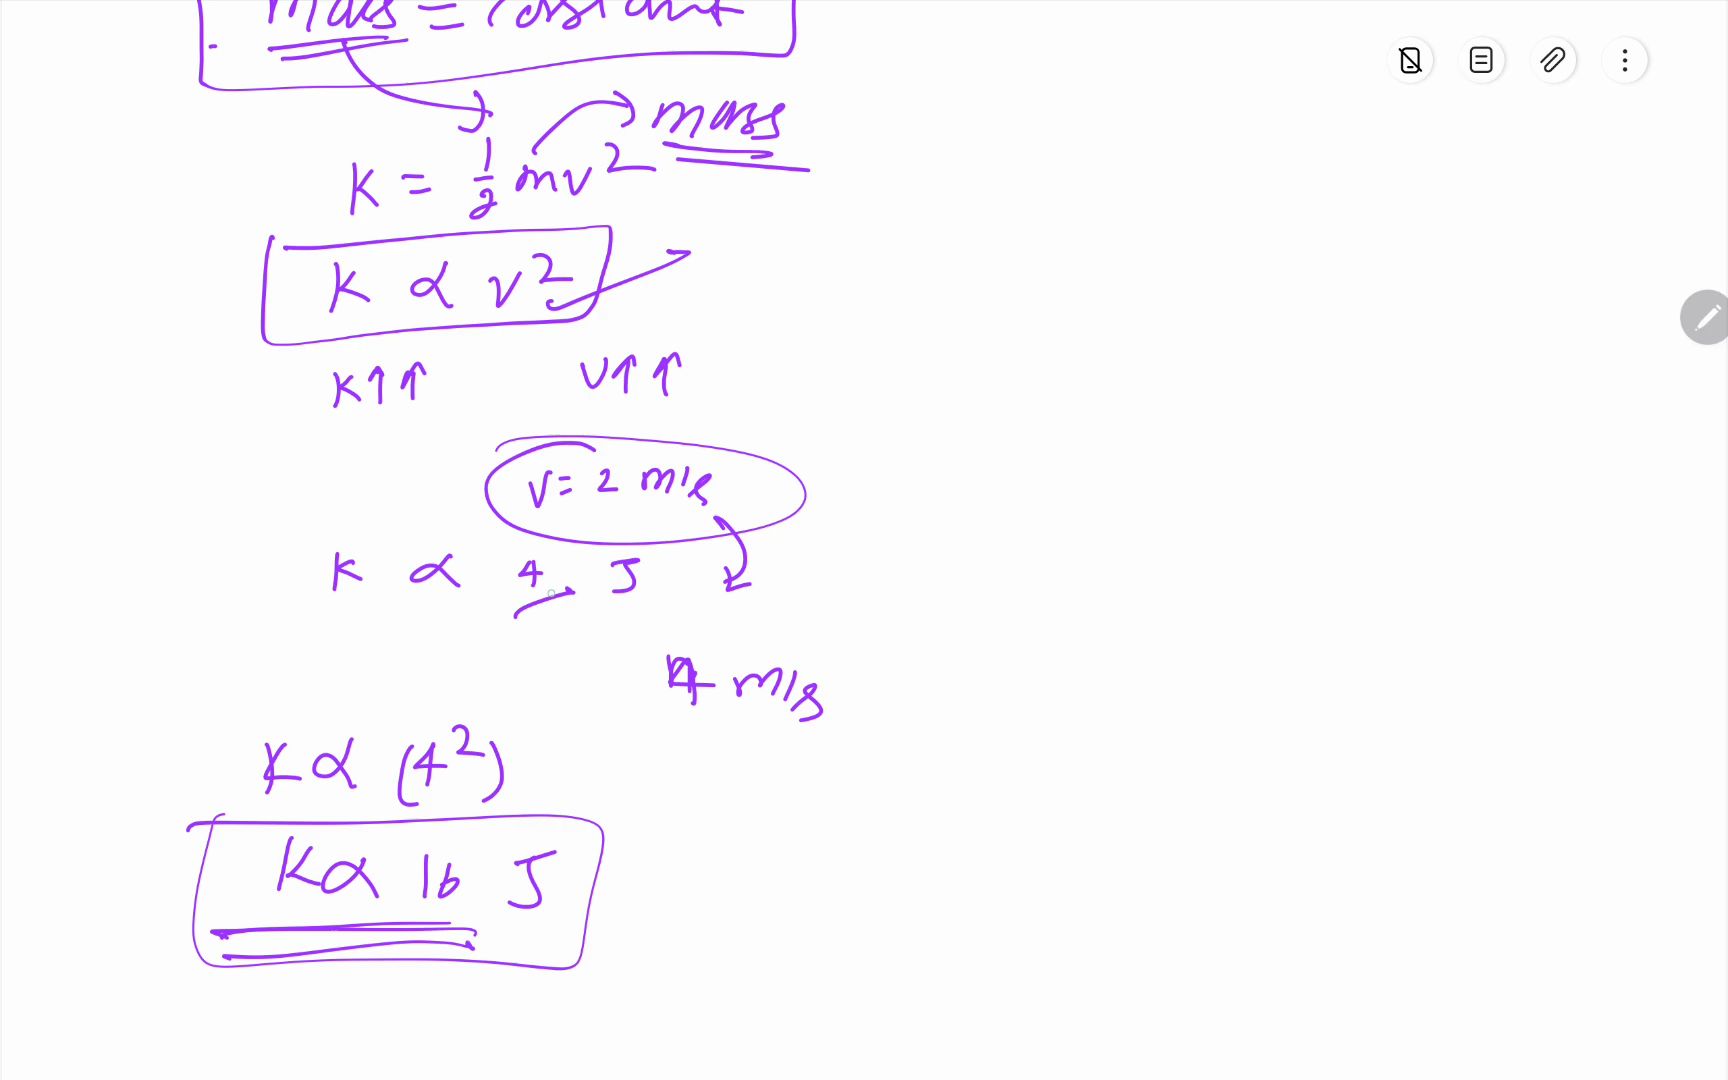 mass = constant
mass
K = 1/2 mv²
K ∝ v²
K↑↑ v↑↑
v = 2 m/s
K ∝ 4 J
4 m/s
K ∝ (4²)
K ∝ 16 J